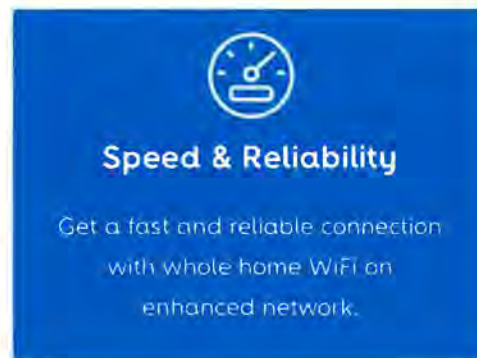 Speed & Reliability
Get a fast and reliable connection
with whole home WiFi on
enhanced network.